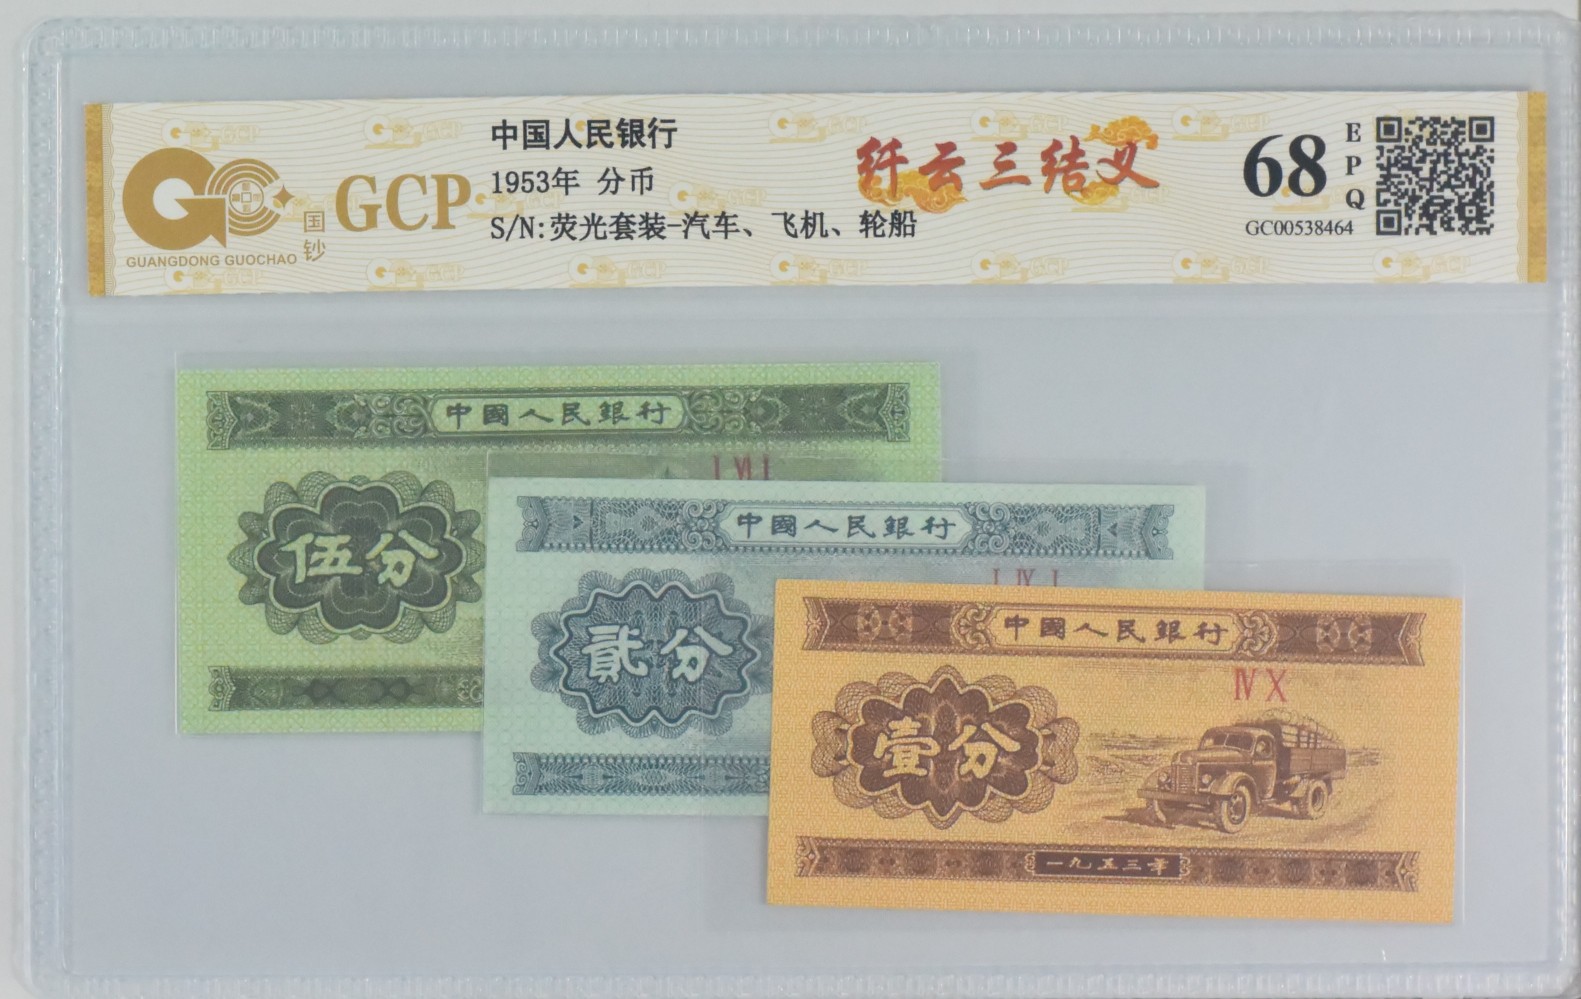 中国人民银行
1953年 分币
S/N:荧光套装-汽车、飞机、轮船
GCP
国钞
GUANGDONG GUOCHAO
纤云三结义
68
EPQ
GC00538464
中國人民銀行
I VI I
伍分
中國人民銀行
I IV I
貳分
中國人民銀行
IV X
壹分
一九五三年